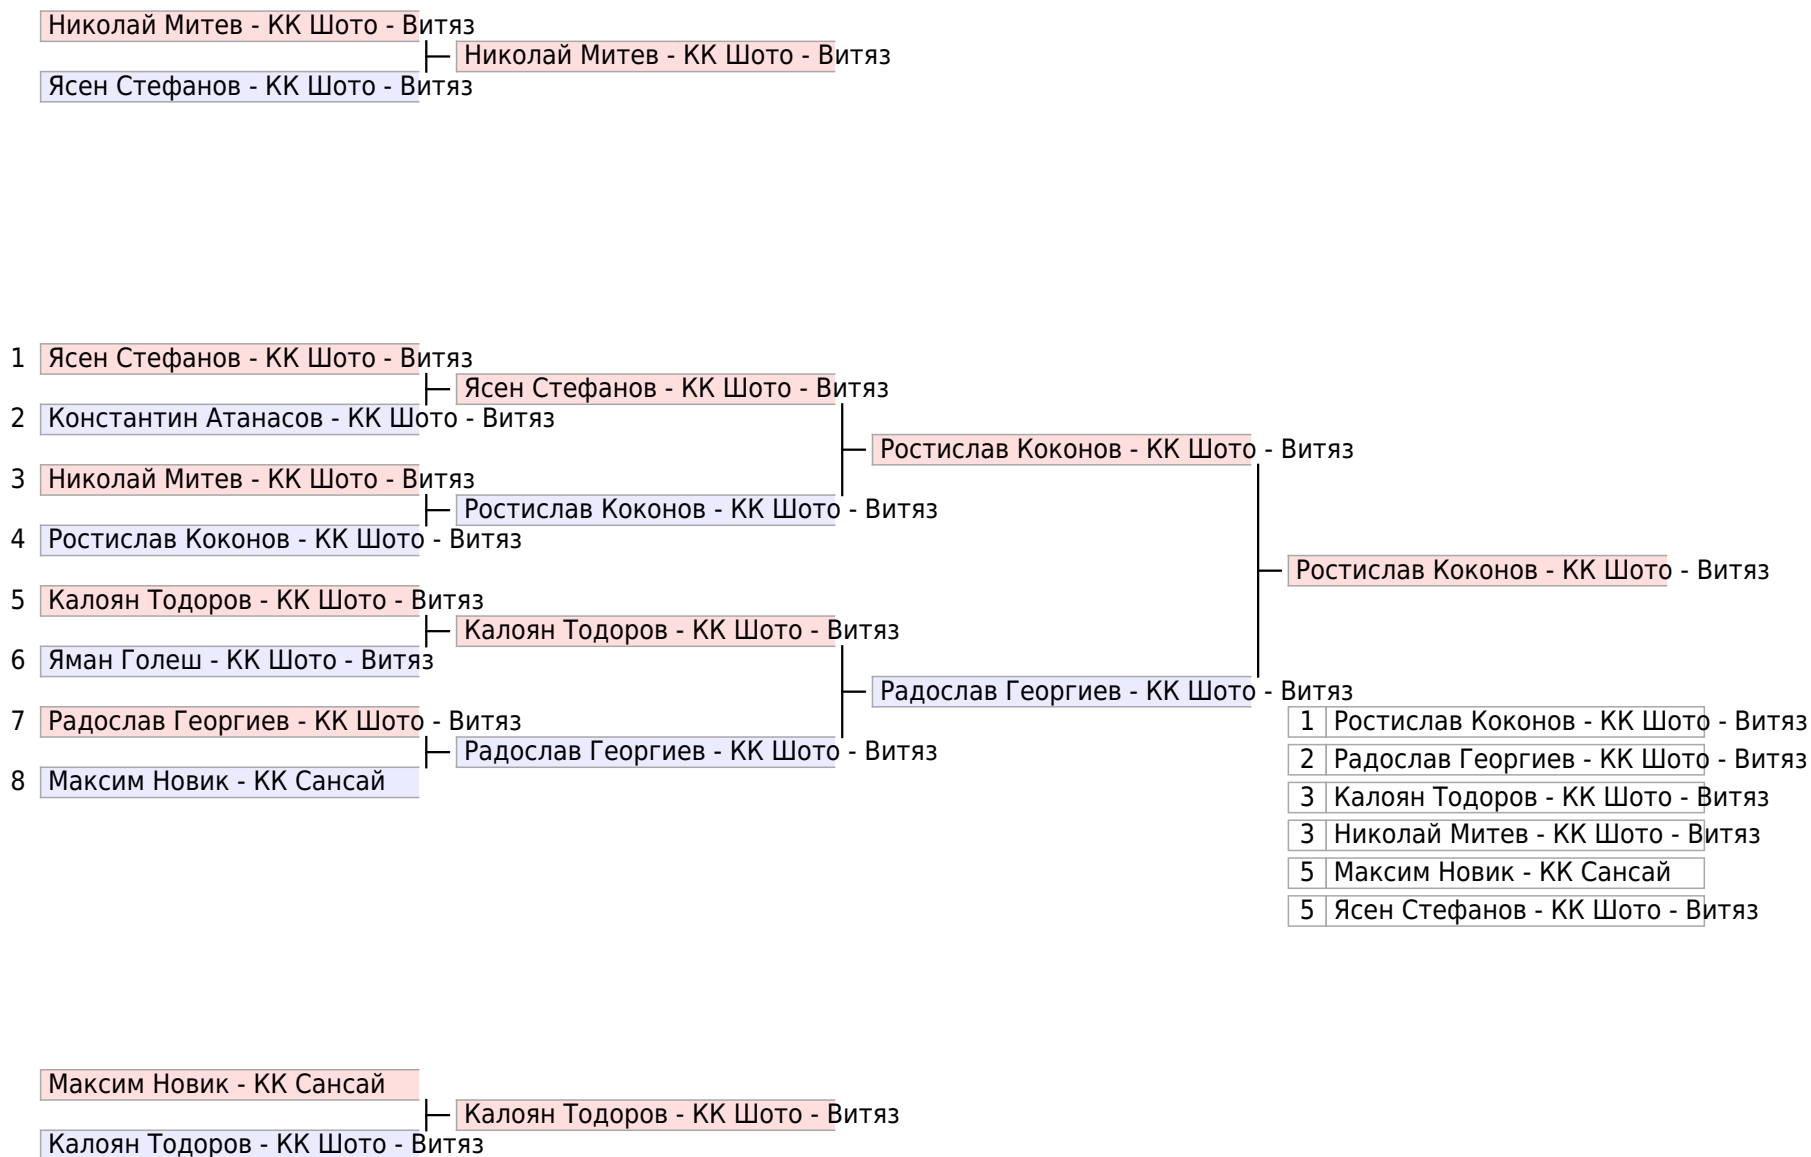 Николай Митев - КК Шото - Витяз
Николай Митев - КК Шото - Витяз
Ясен Стефанов - КК Шото - Витяз
1 Ясен Стефанов - КК Шото - Витяз
Ясен Стефанов - КК Шото - Витяз
2 Константин Атанасов - КК Шото - Витяз
Ростислав Коконов - КК Шото - Витяз
3 Николай Митев - КК Шото - Витяз
Ростислав Коконов - КК Шото - Витяз
4 Ростислав Коконов - КК Шото - Витяз
Ростислав Коконов - КК Шото - Витяз
5 Калоян Тодоров - КК Шото - Витяз
Калоян Тодоров - КК Шото - Витяз
6 Яман Голеш - КК Шото - Витяз
Радослав Георгиев - КК Шото - Витяз
7 Радослав Георгиев - КК Шото - Витяз
Радослав Георгиев - КК Шото - Витяз
8 Максим Новик - КК Сансай
1 Ростислав Коконов - КК Шото - Витяз
2 Радослав Георгиев - КК Шото - Витяз
3 Калоян Тодоров - КК Шото - Витяз
3 Николай Митев - КК Шото - Витяз
5 Максим Новик - КК Сансай
5 Ясен Стефанов - КК Шото - Витяз
Максим Новик - КК Сансай
Калоян Тодоров - КК Шото - Витяз
Калоян Тодоров - КК Шото - Витяз